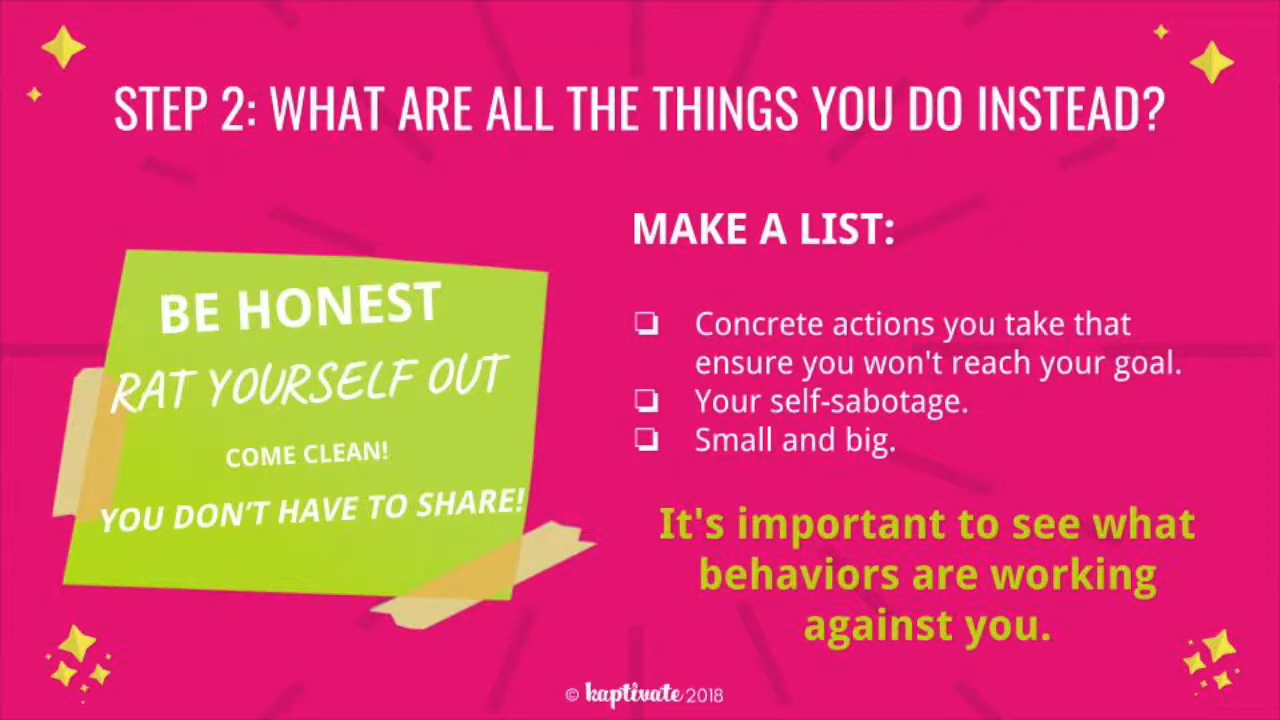 STEP 2: WHAT ARE ALL THE THINGS YOU DO INSTEAD?
BE HONEST
RAT YOURSELF OUT
COME CLEAN!
YOU DON'T HAVE TO SHARE!
MAKE A LIST:
❏ Concrete actions you take that
ensure you won't reach your goal.
❏ Your self-sabotage.
❏ Small and big.
It's important to see what
behaviors are working
against you.
© kaptivate 2018